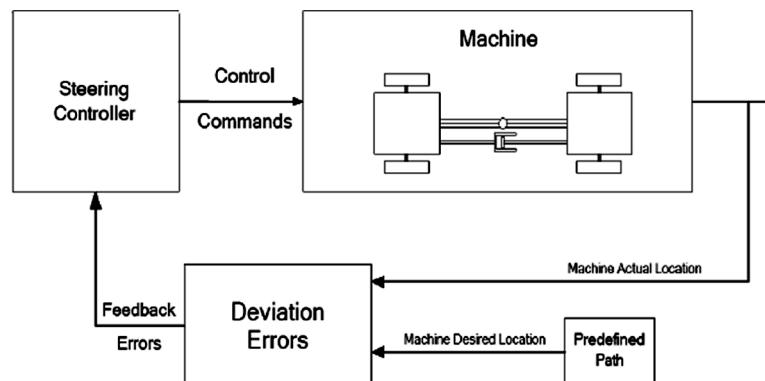 Machine
Steering
Controller
Control
Commands
Machine Actual Location
Feedback
Errors
Deviation
Errors
Machine Desired Location
Predefined
Path